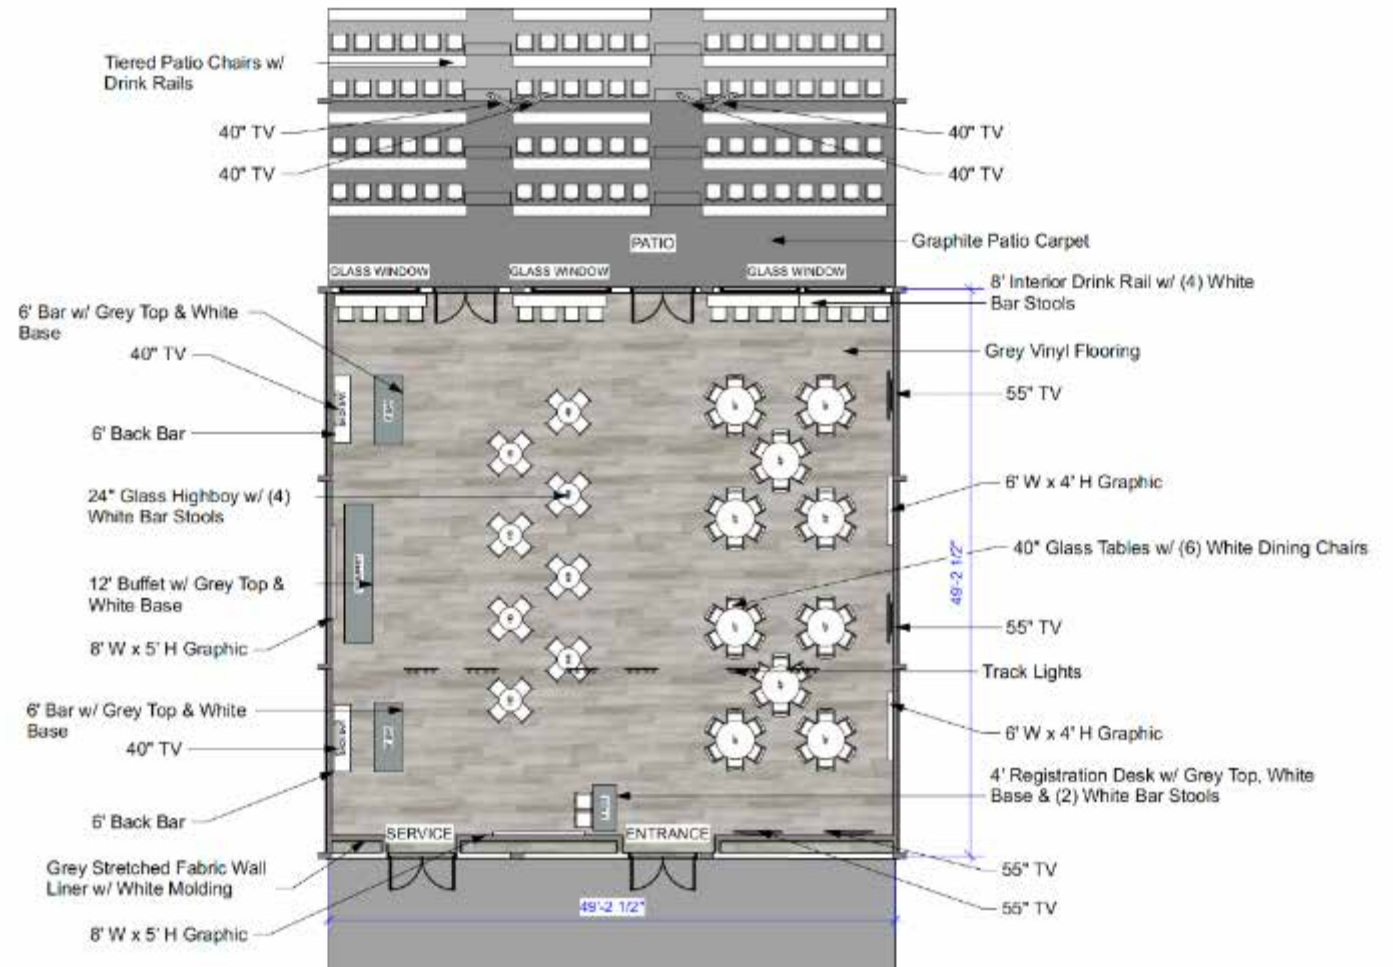 Tiered Patio Chairs w/
Drink Rails
40" TV
40" TV
40" TV
40" TV
PATIO
Graphite Patio Carpet
GLASS WINDOW
GLASS WINDOW
GLASS WINDOW
8' Interior Drink Rail w/ (4) White
Bar Stools
6' Bar w/ Grey Top & White
Base
40" TV
Grey Vinyl Flooring
55" TV
6' Back Bar
24" Glass Highboy w/ (4)
White Bar Stools
6' W x 4' H Graphic
40" Glass Tables w/ (6) White Dining Chairs
49'-2 1/2"
12' Buffet w/ Grey Top &
White Base
BUFFET
8' W x 5' H Graphic
55" TV
Track Lights
6' Bar w/ Grey Top & White
Base
40" TV
6' W x 4' H Graphic
4' Registration Desk w/ Grey Top, White
Base & (2) White Bar Stools
6' Back Bar
SERVICE
ENTRANCE
Grey Stretched Fabric Wall
Liner w/ White Molding
55" TV
55" TV
49'-2 1/2"
8' W x 5' H Graphic